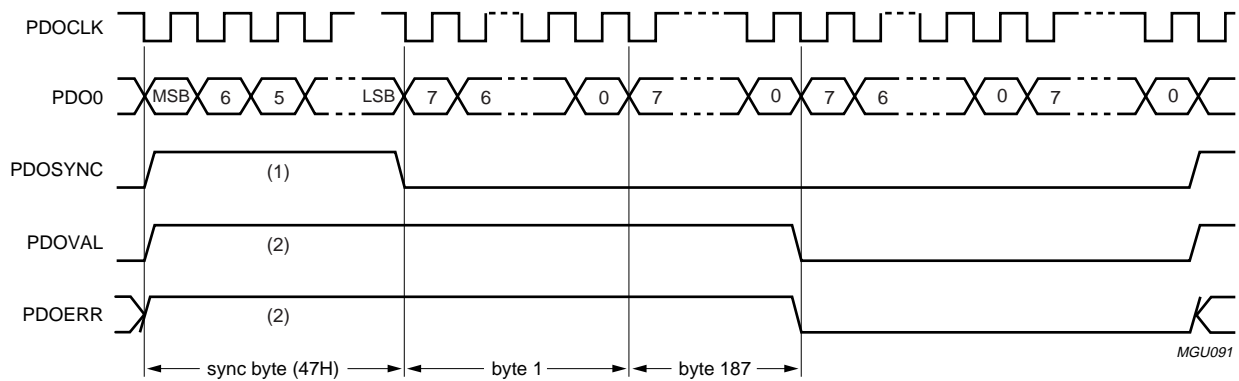 PDOCLK
PDO0 MSB 6 5 LSB 7 6 0 7 0 7 6 0 7 0
PDOSYNC (1)
PDOVAL (2)
PDOERR (2)
MGU091
sync byte (47H) byte 1 byte 187